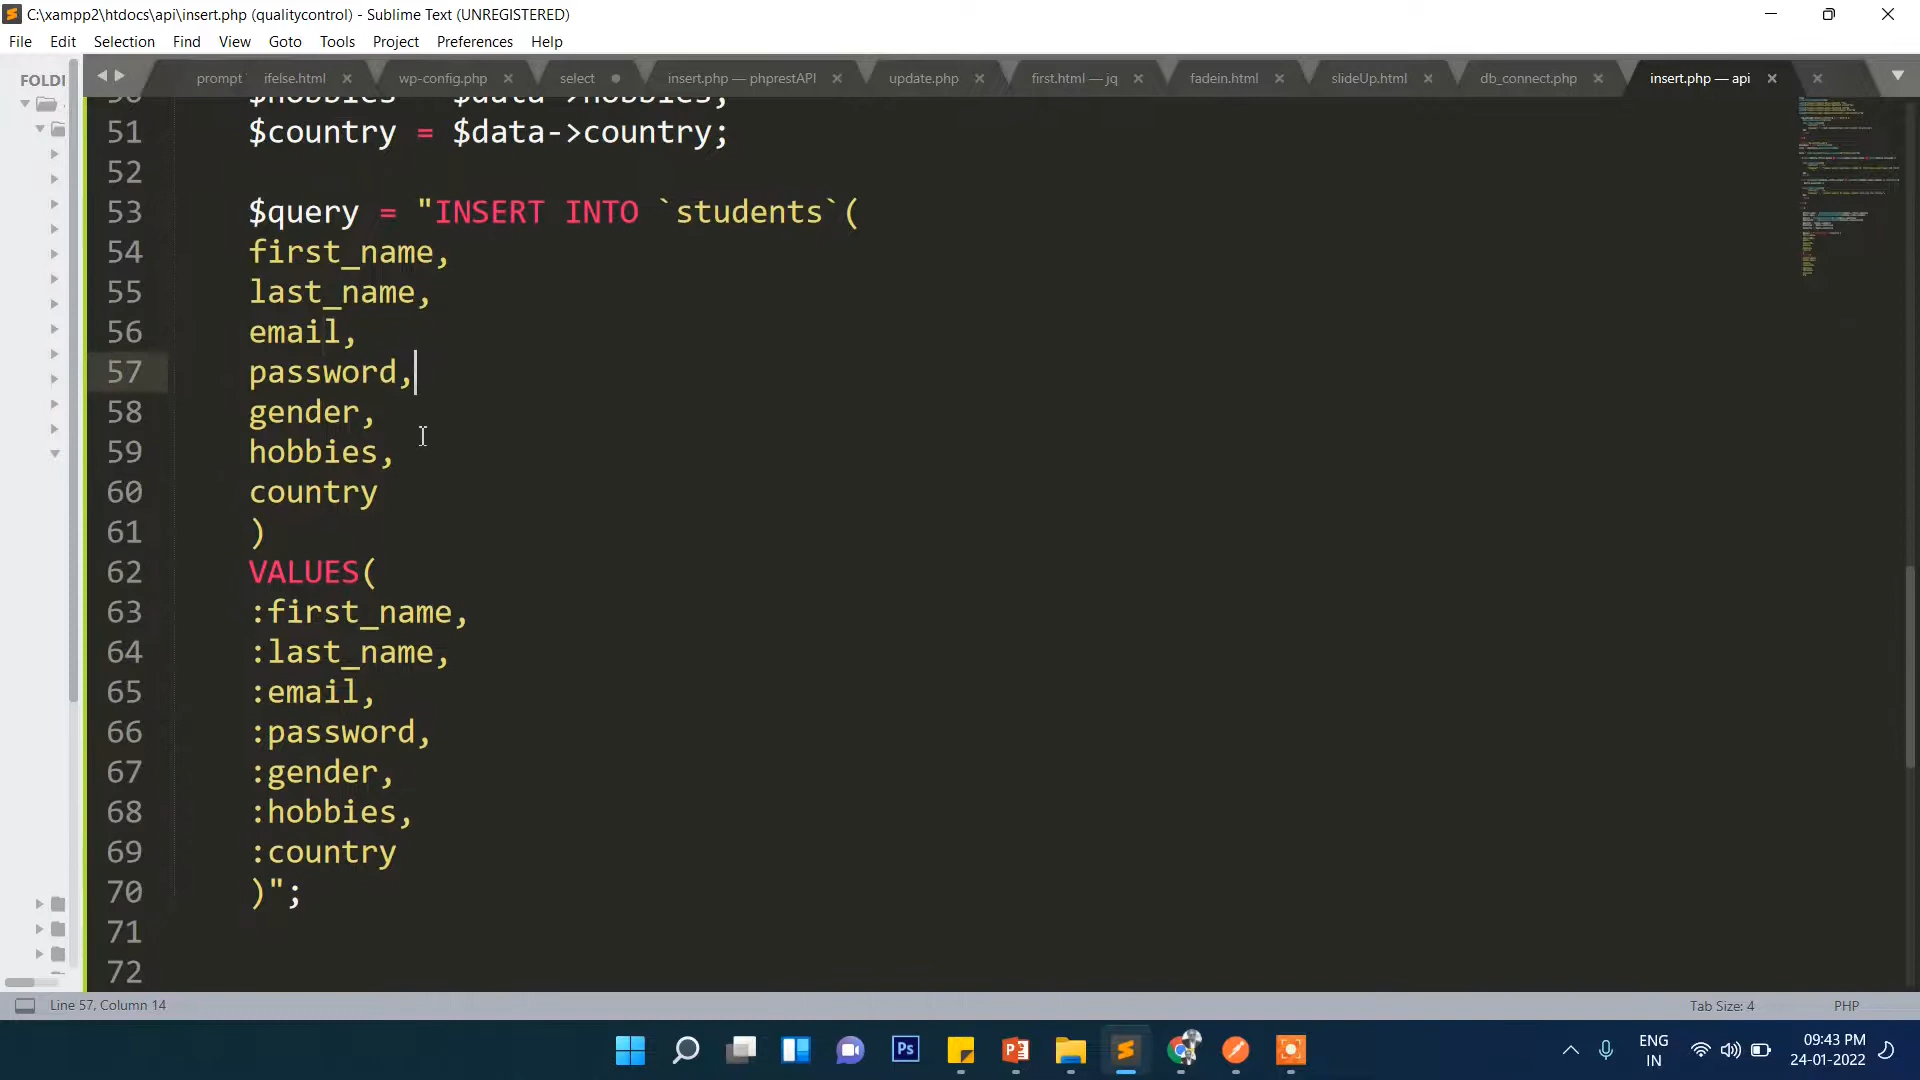 C:\xampp2\htdocs\api\insert.php (qualitycontrol) - Sublime Text (UNREGISTERED)
File Edit Selection Find View Goto Tools Project Preferences Help
FOLDI
prompt ifelse.html wp-config.php select insert.php — phprestAPI update.php first.html — jq fadein.html slideUp.html db_connect.php insert.php — api
50 $hobbies = $data->hobbies;
51 $country = $data->country;
52
53 $query = "INSERT INTO `students`(
54 first_name,
55 last_name,
56 email,
57 password,
58 gender,
59 hobbies,
60 country
61 )
62 VALUES(
63 :first_name,
64 :last_name,
65 :email,
66 :password,
67 :gender,
68 :hobbies,
69 :country
70 )";
71
72
Line 57, Column 14
Tab Size: 4
PHP
Ps
ENG
IN
09:43 PM
24-01-2022